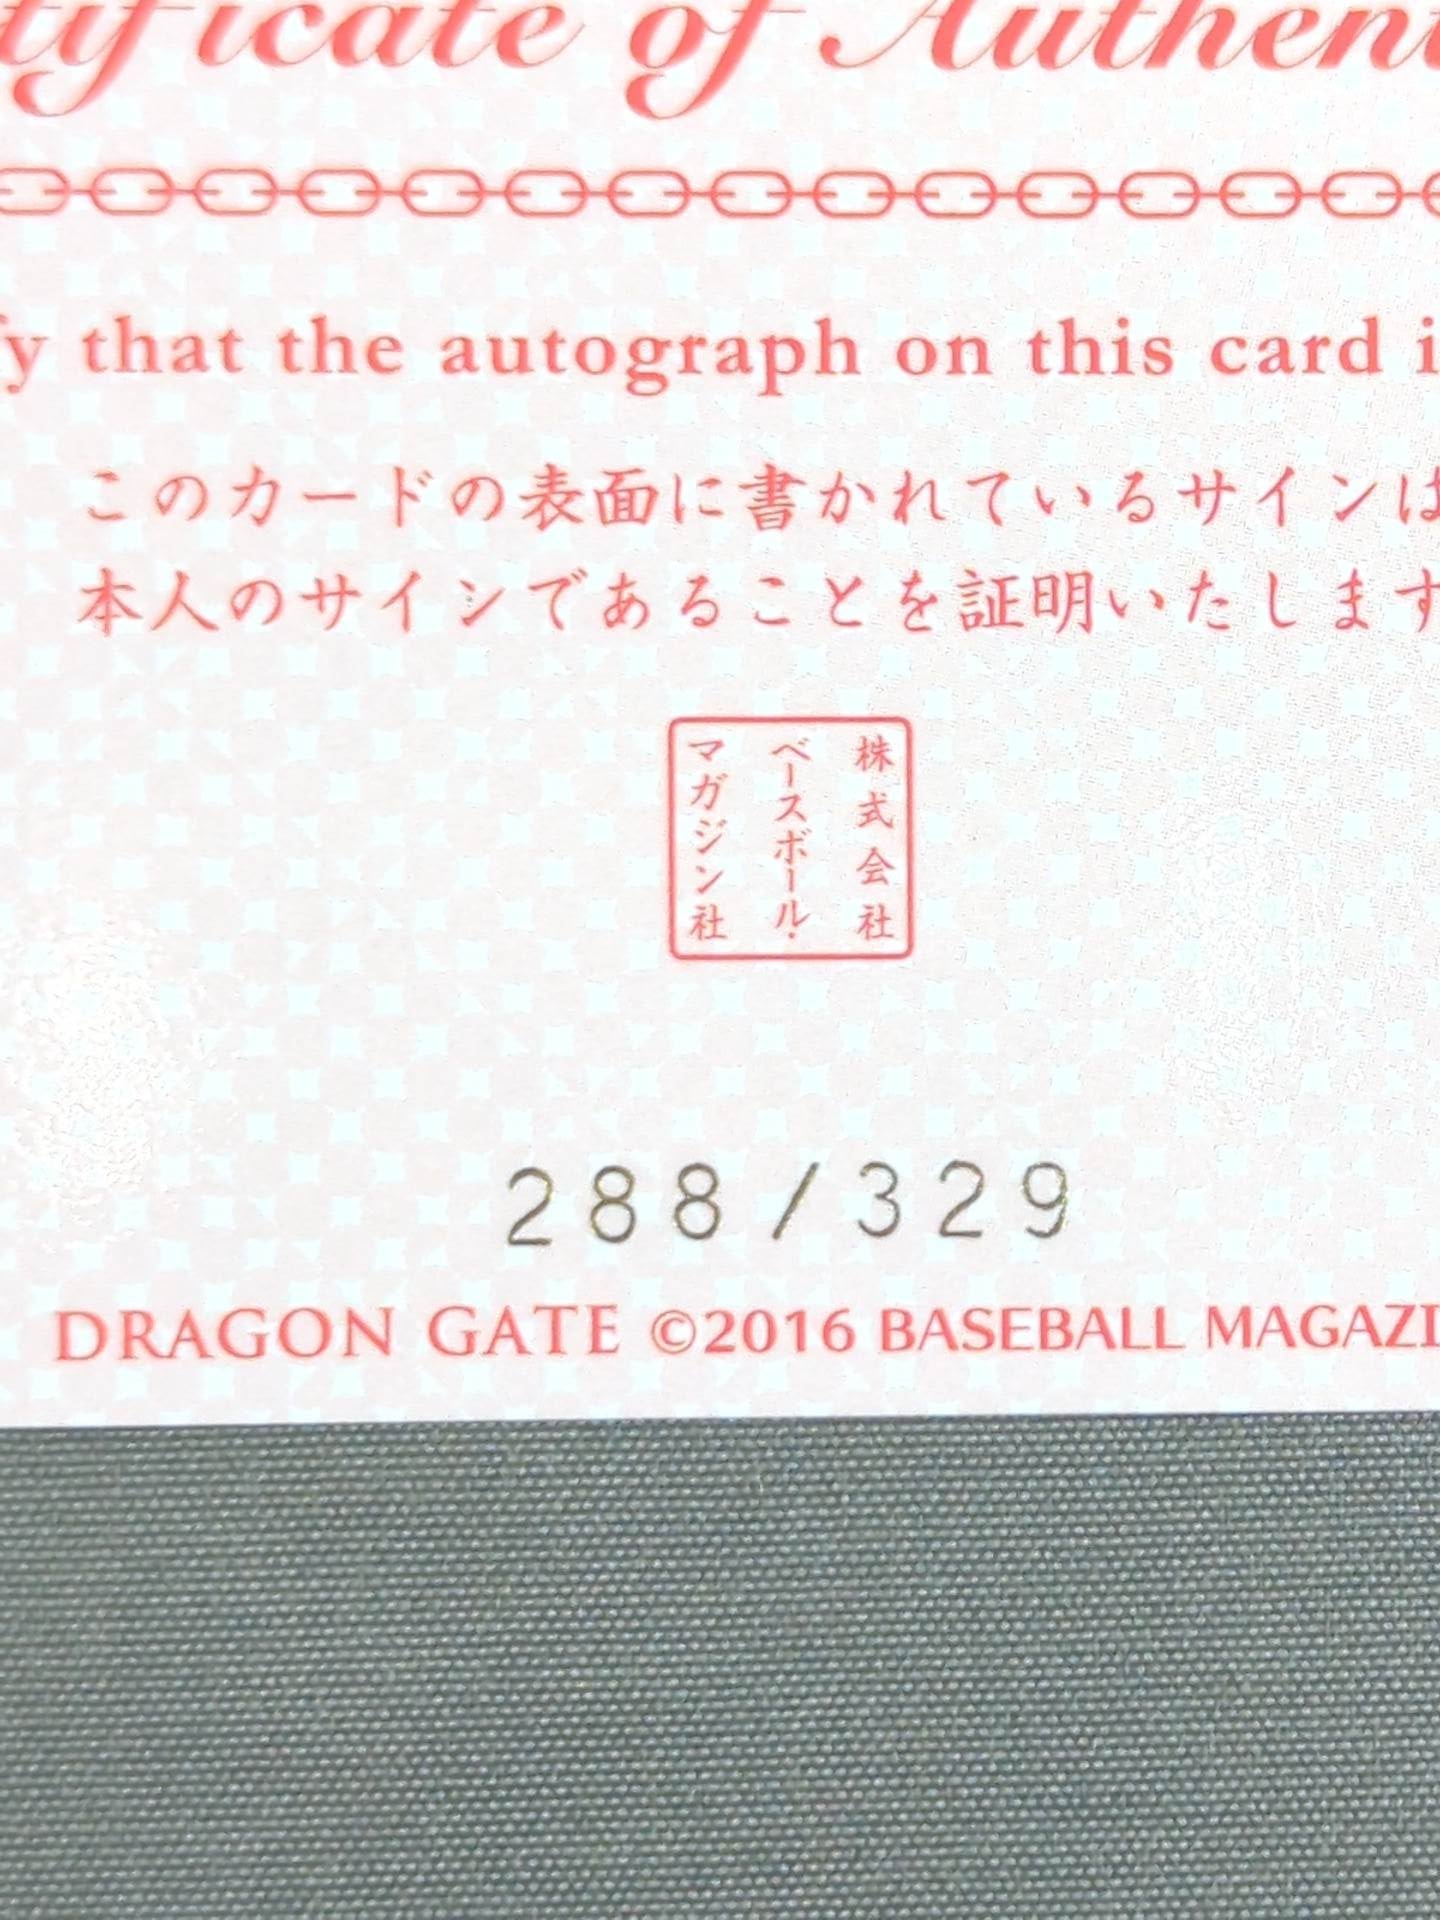 tificate of Authent
fy that the autograph on this card i
このカードの表面に書かれているサインは
本人のサインであることを証明いたします
株式会社
ベースボール・
マガジン社
288/329
DRAGON GATE ©2016 BASEBALL MAGAZI